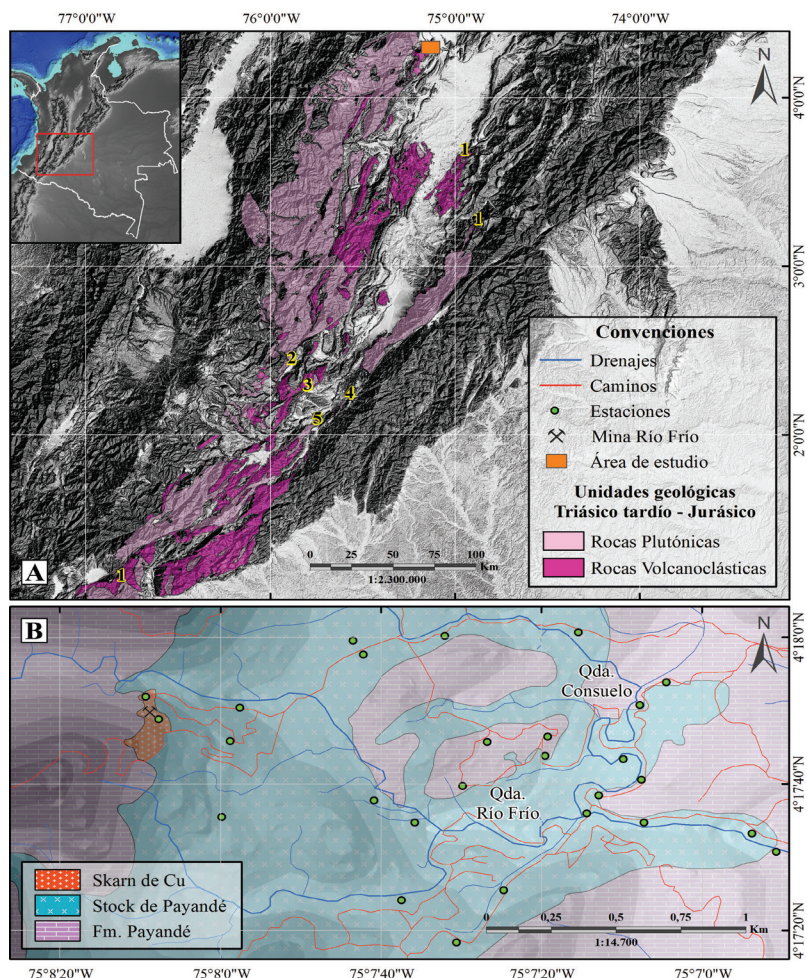 77°0'0"
76°0'0"
75°0'0"
74°0'0"
N
4°0'0"N
3°0'0"N
2°0'0"N
1
1
2
3
4
5
1
Convenciones
Drenajes
Caminos
Estaciones
Mina Río Frío
Área de estudio
Unidades geológicas
Triásico tardío - Jurásico
Rocas Plutónicas
Rocas Volcanoclásticas
0 25 50 75 100
Km
1:2.300.000
A
B
N
4°18'0"N
4°17'40"N
4°17'20"N
Qda.
Consuelo
Qda.
Río Frío
Skarn de Cu
Stock de Payandé
Fm. Payandé
0 0,25 0,5 0,75 1
Km
1:14.700
75°8'20"W
75°8'0"W
75°7'40"W
75°7'20"W
75°7'0"W